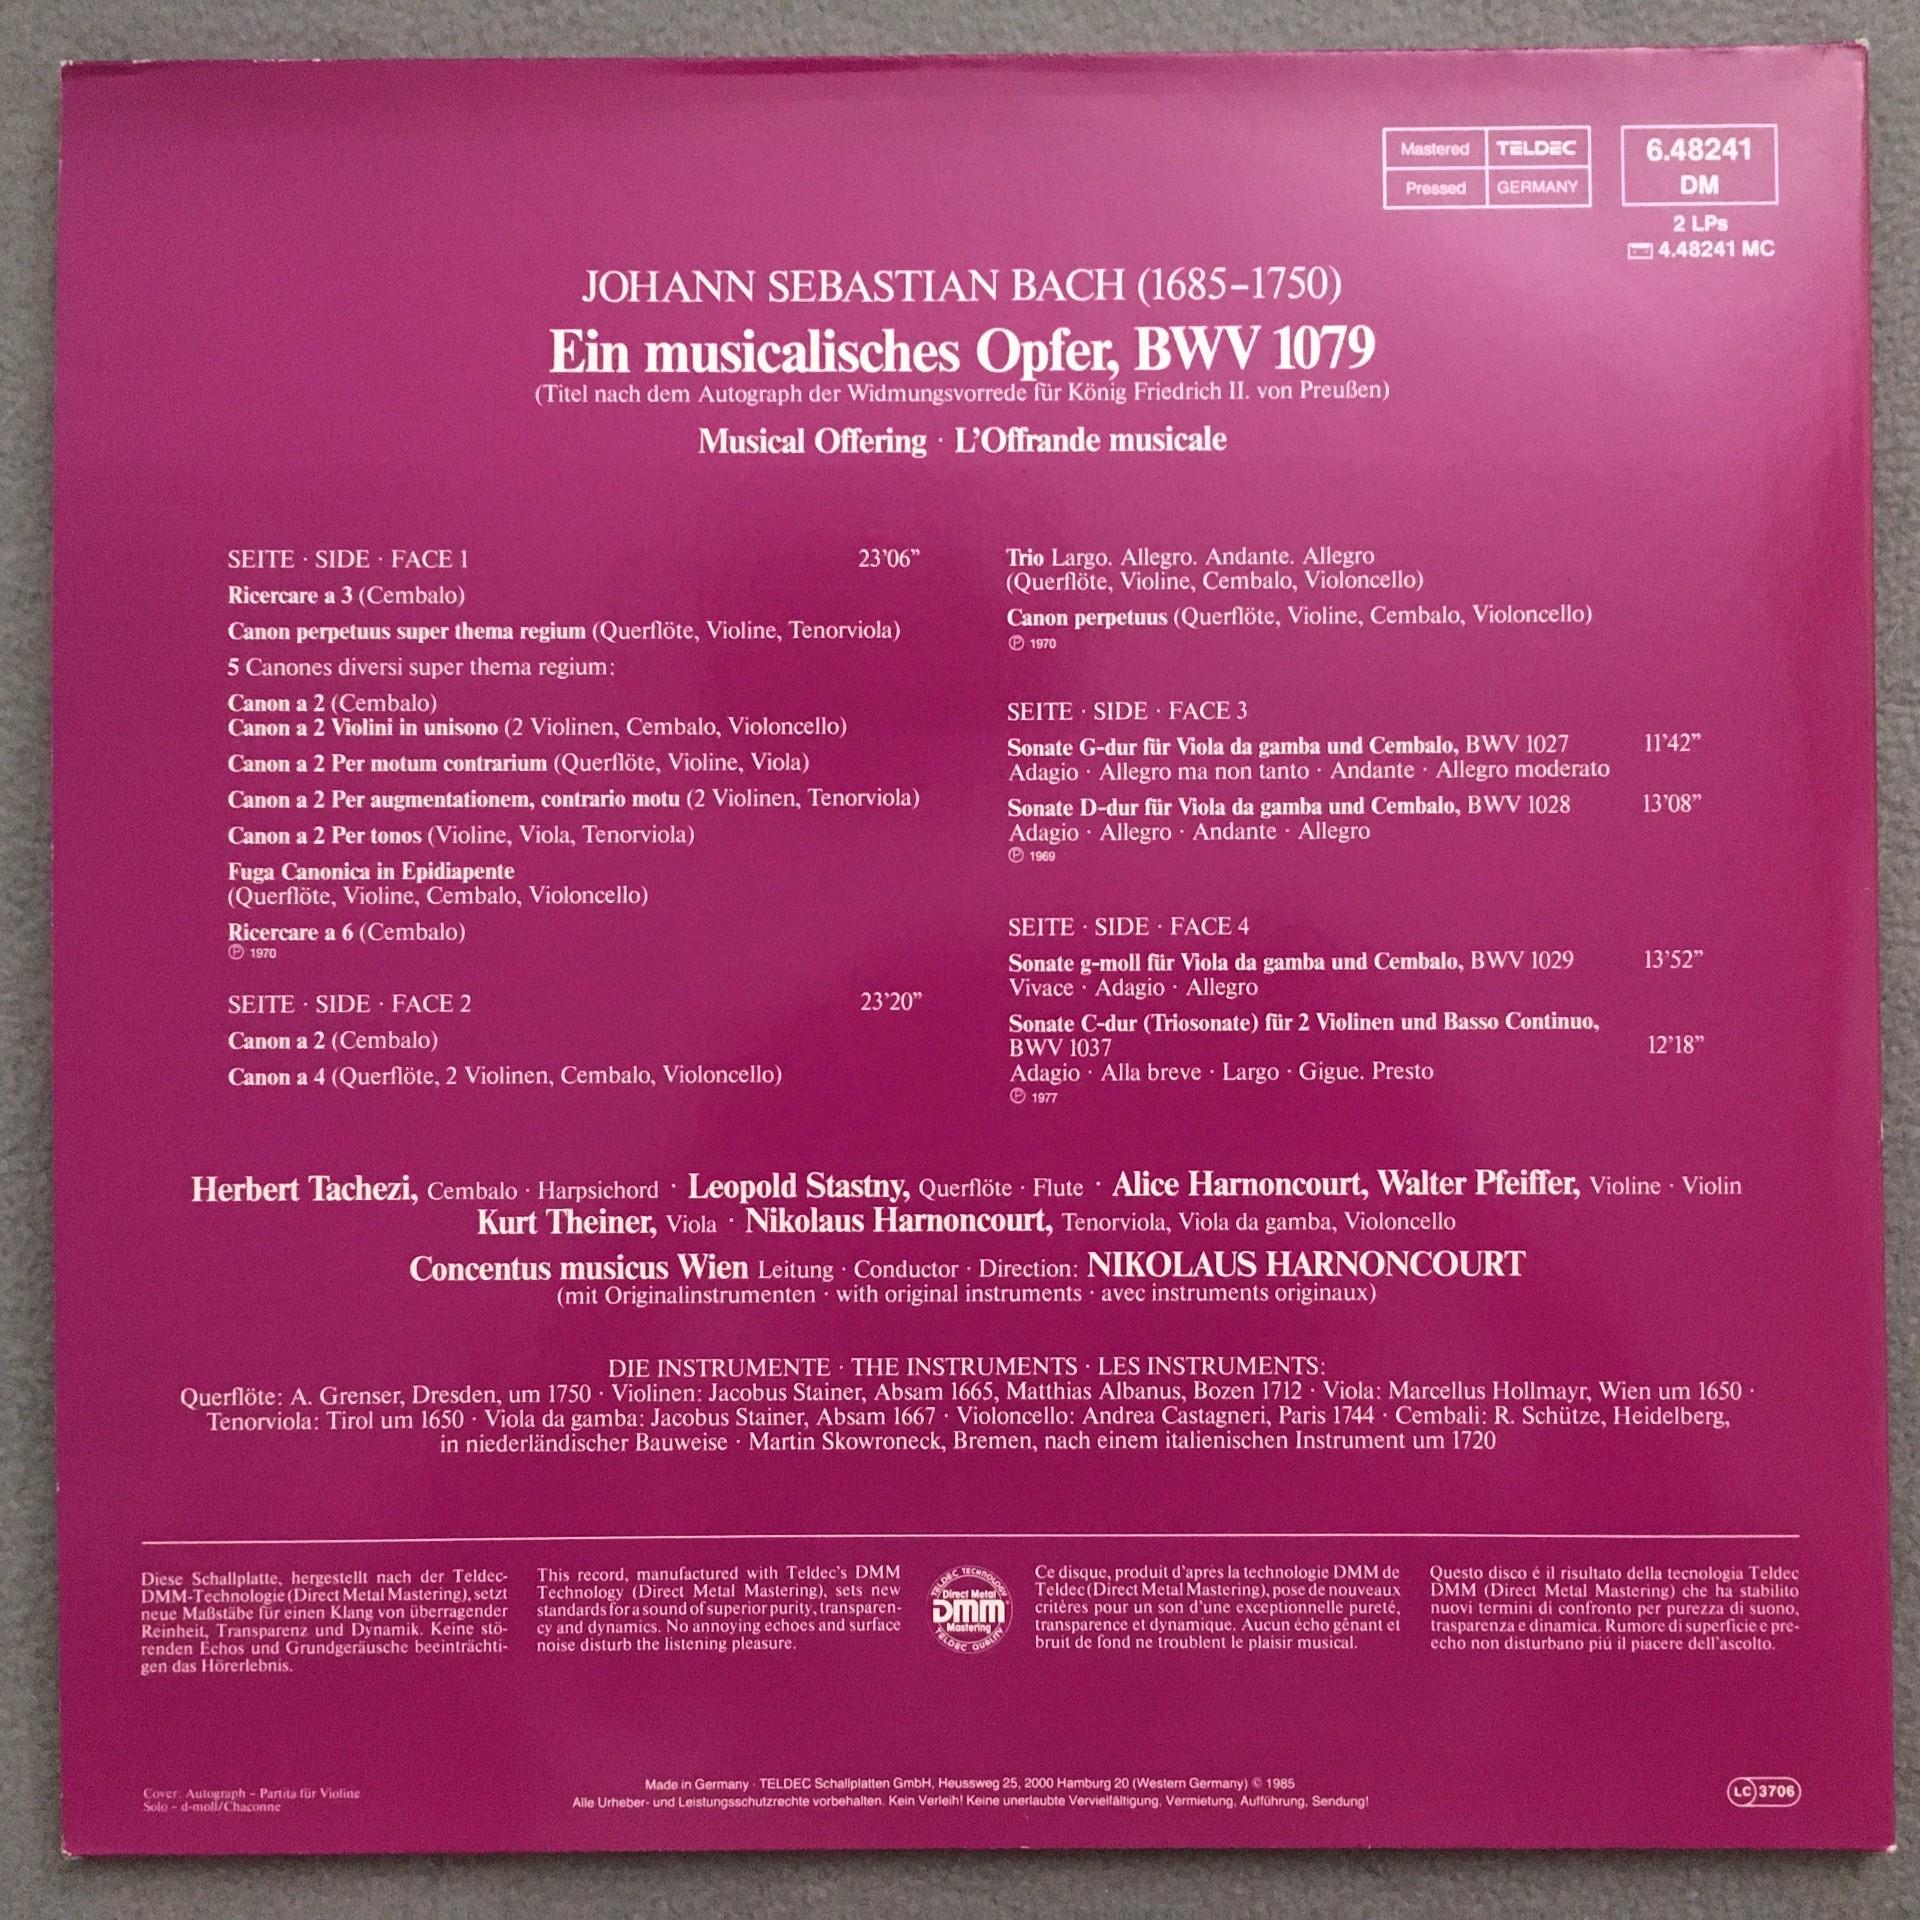 Mastered TELDEC
Pressed GERMANY
6.48241
DM
2 LPs
4.48241 MC
JOHANN SEBASTIAN BACH (1685–1750)
Ein musicalisches Opfer, BWV 1079
(Titel nach dem Autograph der Widmungsvorrede für König Friedrich II. von Preußen)
Musical Offering · L'Offrande musicale
SEITE · SIDE · FACE 1 23'06”
Ricercare a 3 (Cembalo)
Canon perpetuus super thema regium (Querflöte, Violine, Tenorviola)
5 Canones diversi super thema regium:
Canon a 2 (Cembalo)
Canon a 2 Violini in unisono (2 Violinen, Cembalo, Violoncello)
Canon a 2 Per motum contrarium (Querflöte, Violine, Viola)
Canon a 2 Per augmentationem, contrario motu (2 Violinen, Tenorviola)
Canon a 2 Per tonos (Violine, Viola, Tenorviola)
Fuga Canonica in Epidiapente
(Querflöte, Violine, Cembalo, Violoncello)
Ricercare a 6 (Cembalo)
Ⓟ 1970
SEITE · SIDE · FACE 2 23'20”
Canon a 2 (Cembalo)
Canon a 4 (Querflöte, 2 Violinen, Cembalo, Violoncello)
Trio Largo. Allegro. Andante. Allegro
(Querflöte, Violine, Cembalo, Violoncello)
Canon perpetuus (Querflöte, Violine, Cembalo, Violoncello)
Ⓟ 1970
SEITE · SIDE · FACE 3
Sonate G-dur für Viola da gamba und Cembalo, BWV 1027 11'42”
Adagio · Allegro ma non tanto · Andante · Allegro moderato
Sonate D-dur für Viola da gamba und Cembalo, BWV 1028 13'08”
Adagio · Allegro · Andante · Allegro
Ⓟ 1969
SEITE · SIDE · FACE 4
Sonate g-moll für Viola da gamba und Cembalo, BWV 1029 13'52”
Vivace · Adagio · Allegro
Sonate C-dur (Triosonate) für 2 Violinen und Basso Continuo,
BWV 1037 12'18”
Adagio · Alla breve · Largo · Gigue. Presto
Ⓟ 1977
Herbert Tachezi, Cembalo · Harpsichord · Leopold Stastny, Querflöte · Flute · Alice Harnoncourt, Walter Pfeiffer, Violine · Violin
Kurt Theiner, Viola · Nikolaus Harnoncourt, Tenorviola, Viola da gamba, Violoncello
Concentus musicus Wien Leitung · Conductor · Direction: NIKOLAUS HARNONCOURT
(mit Originalinstrumenten · with original instruments · avec instruments originaux)
DIE INSTRUMENTE · THE INSTRUMENTS · LES INSTRUMENTS:
Querflöte: A. Grenser, Dresden, um 1750 · Violinen: Jacobus Stainer, Absam 1665, Matthias Albanus, Bozen 1712 · Viola: Marcellus Hollmayr, Wien um 1650 ·
Tenorviola: Tirol um 1650 · Viola da gamba: Jacobus Stainer, Absam 1667 · Violoncello: Andrea Castagneri, Paris 1744 · Cembali: R. Schütze, Heidelberg,
in niederländischer Bauweise · Martin Skowroneck, Bremen, nach einem italienischen Instrument um 1720
Diese Schallplatte, hergestellt nach der Teldec-
DMM-Technologie (Direct Metal Mastering), setzt
neue Maßstäbe für einen Klang von überragender
Reinheit, Transparenz und Dynamik. Keine stö-
renden Echos und Grundgeräusche beeinträchti-
gen das Hörerlebnis.
This record, manufactured with Teldec's DMM
Technology (Direct Metal Mastering), sets new
standards for a sound of superior purity, transparen-
cy and dynamics. No annoying echoes and surface
noise disturb the listening pleasure.
TELDEC TECHNOLOGY
Direct Metal
DMM
Mastering
TELDEC QUALITY
Ce disque, produit d'après la technologie DMM de
Teldec (Direct Metal Mastering), pose de nouveaux
critères pour un son d'une exceptionnelle pureté,
transparence et dynamique. Aucun écho gênant et
bruit de fond ne troublent le plaisir musical.
Questo disco é il risultato della tecnologia Teldec
DMM (Direct Metal Mastering) che ha stabilito
nuovi termini di confronto per purezza di suono,
trasparenza e dinamica. Rumore di superficie e pre-
echo non disturbano piú il piacere dell'ascolto.
Cover: Autograph – Partita für Violine
Solo – d-moll/Chaconne
Made in Germany · TELDEC Schallplatten GmbH, Heussweg 25, 2000 Hamburg 20 (Western Germany) © 1985
Alle Urheber- und Leistungsschutzrechte vorbehalten. Kein Verleih! Keine unerlaubte Vervielfältigung, Vermietung, Aufführung, Sendung!
LC 3706